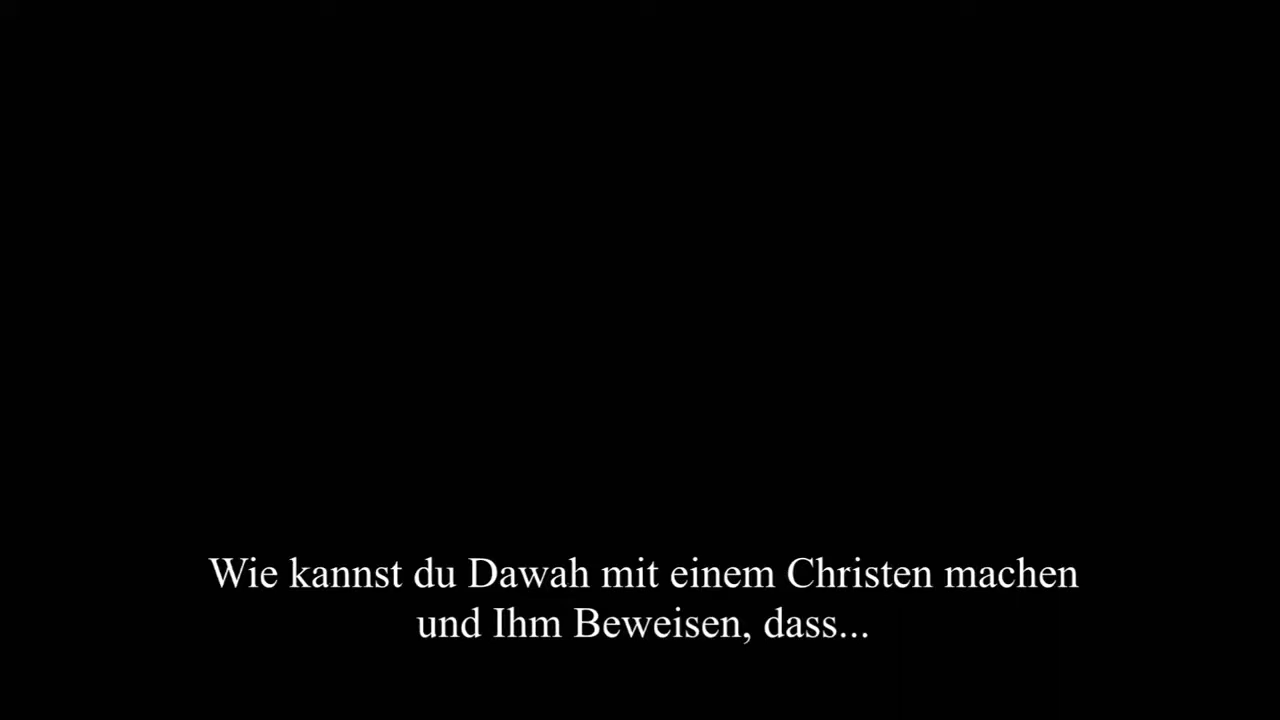 Wie kannst du Dawah mit einem Christen machen
und Ihm Beweisen, dass...